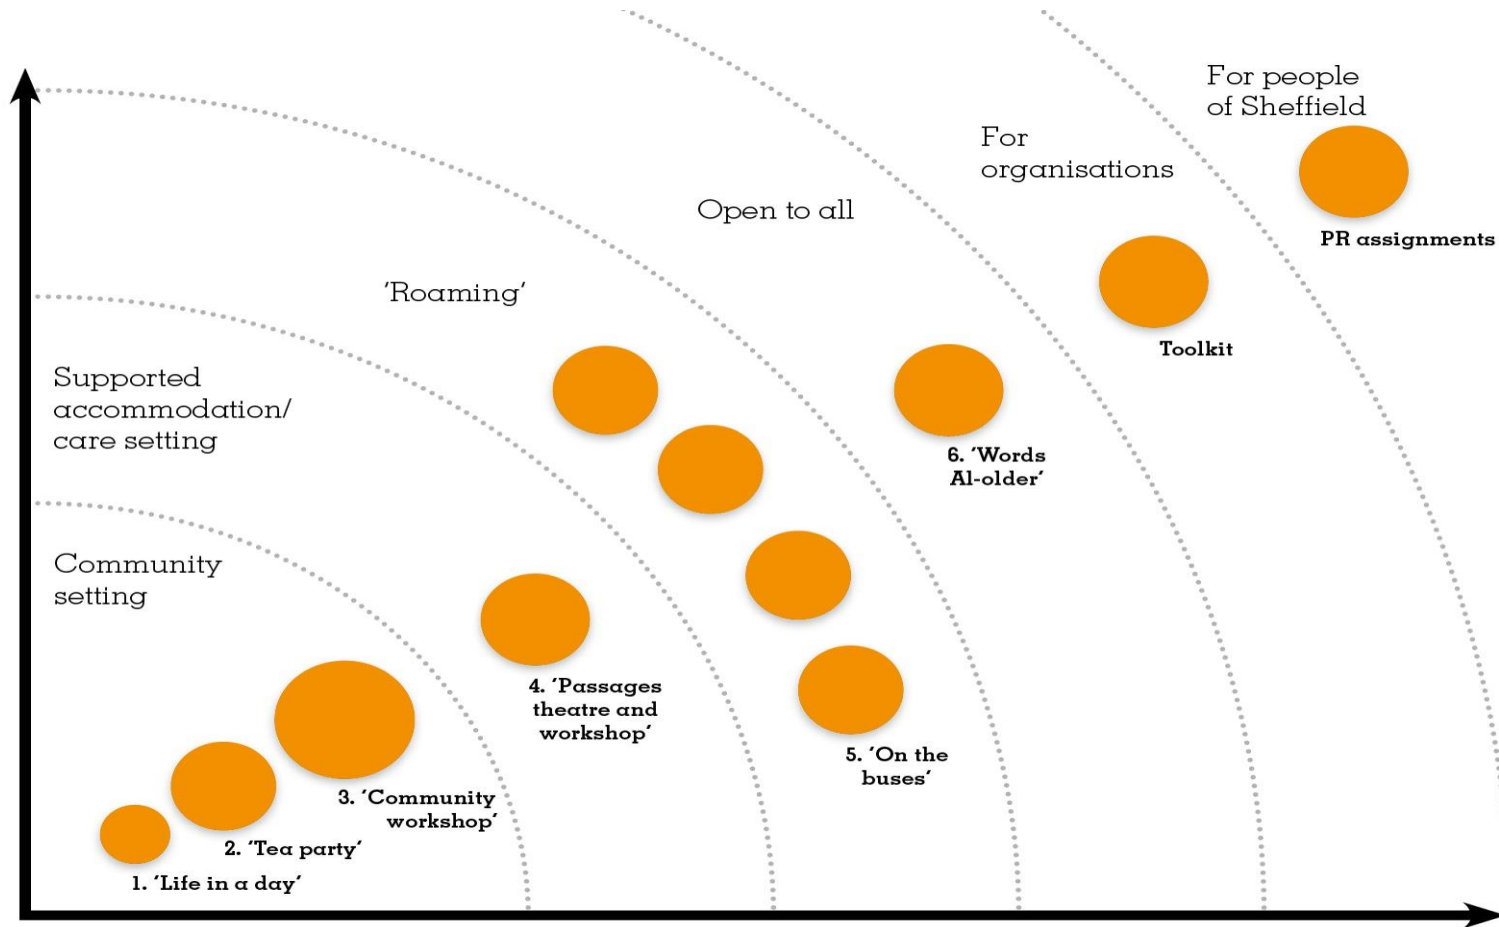 For people
of Sheffield
PR assignments
For
organisations
Toolkit
Open to all
6. 'Words
Al-older'
'Roaming'
5. 'On the
buses'
Supported
accommodation/
care setting
4. 'Passages
theatre and
workshop'
Community
setting
3. 'Community
workshop'
2. 'Tea party'
1. 'Life in a day'